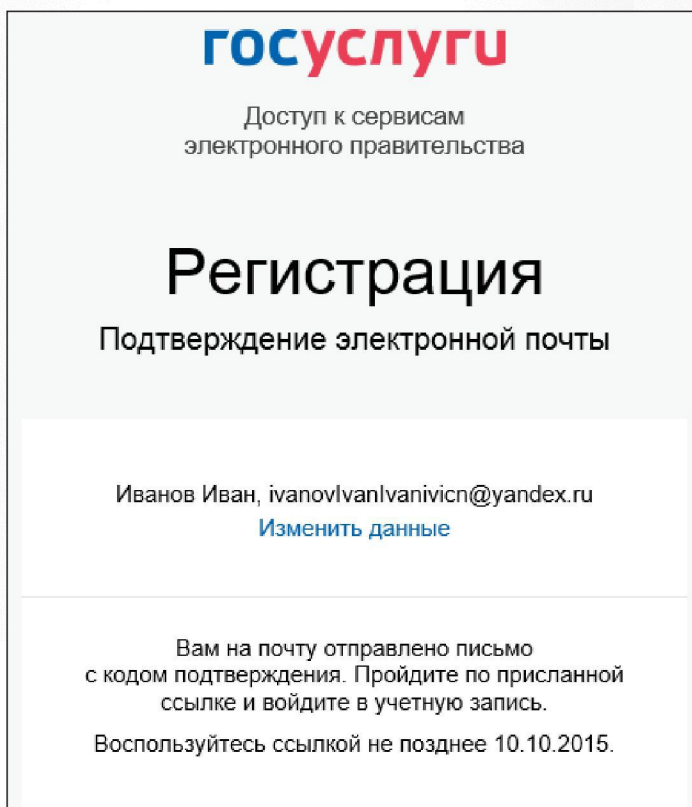 госуслуги
Доступ к сервисам
электронного правительства
Регистрация
Подтверждение электронной почты
Иванов Иван, ivanovIvanIvanivicn@yandex.ru
Изменить данные
Вам на почту отправлено письмо
с кодом подтверждения. Пройдите по присланной
ссылке и войдите в учетную запись.
Воспользуйтесь ссылкой не позднее 10.10.2015.